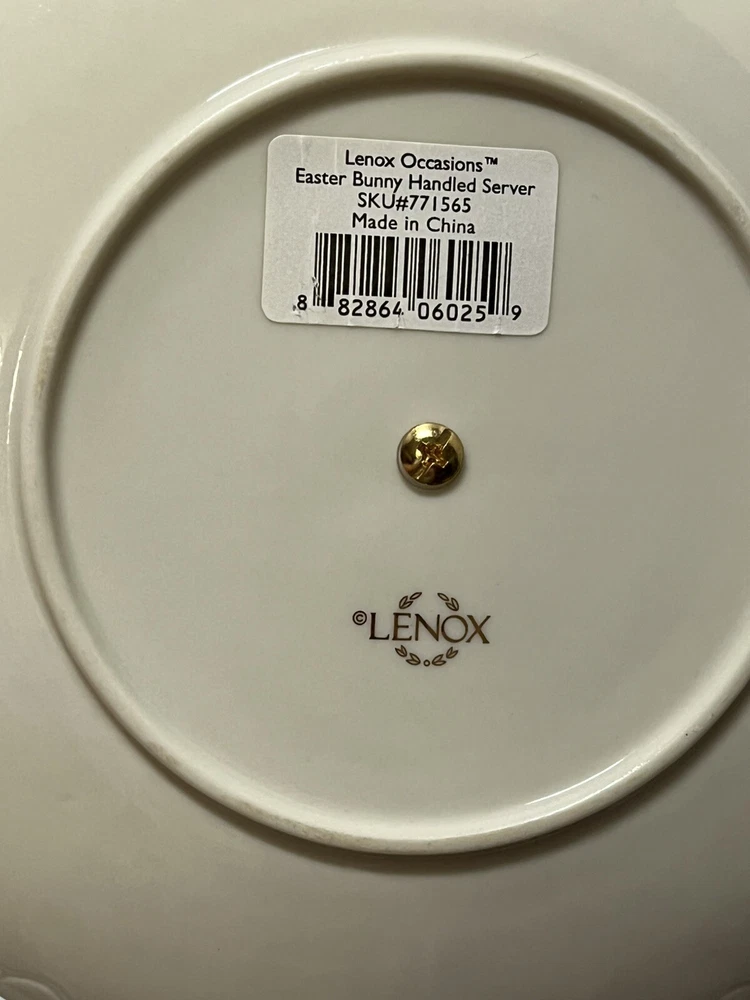 Lenox Occasions™
Easter Bunny Handled Server
SKU#771565
Made in China
8 82864 06025 9
©LENOX